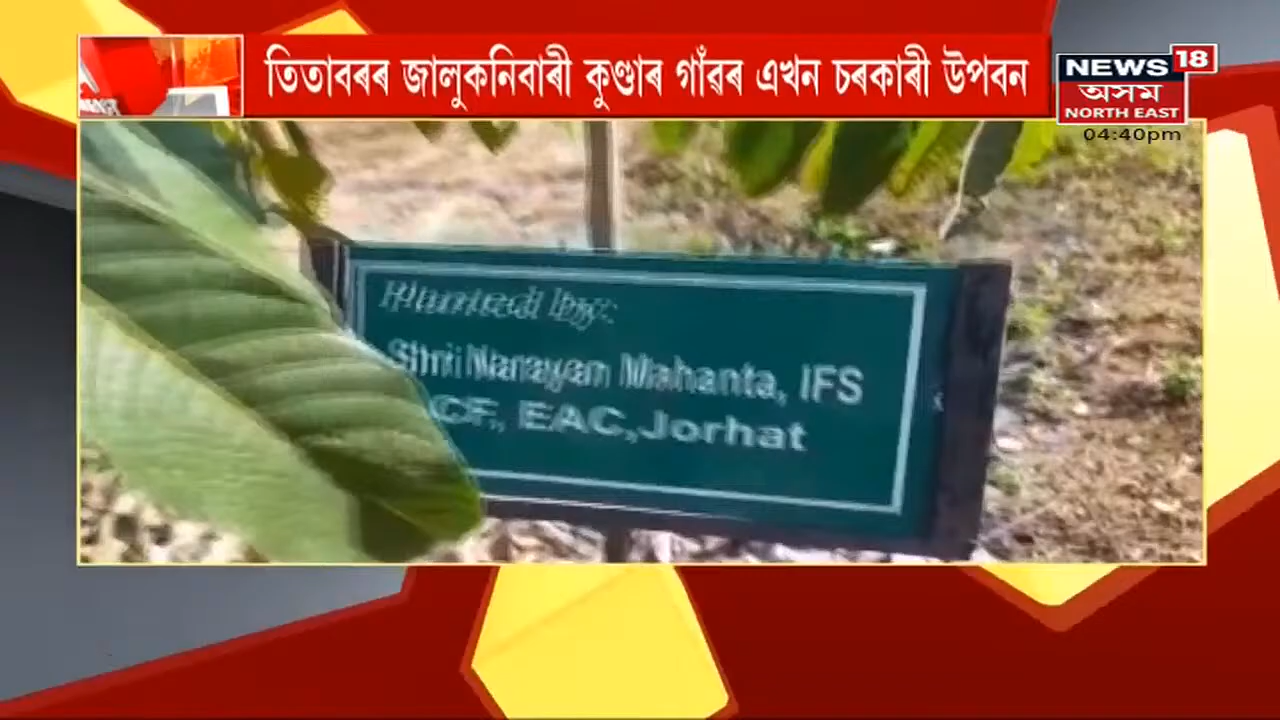 তিতাবৰৰ জালুকনিবাৰী কুণ্ডাৰ গাঁৱৰ এখন চৰকাৰী উপবন
NEWS 18
অসম
NORTH EAST
04:40pm
Planted by:
Shri Narayan Mahanta, IFS
CF, EAC, Jorhat